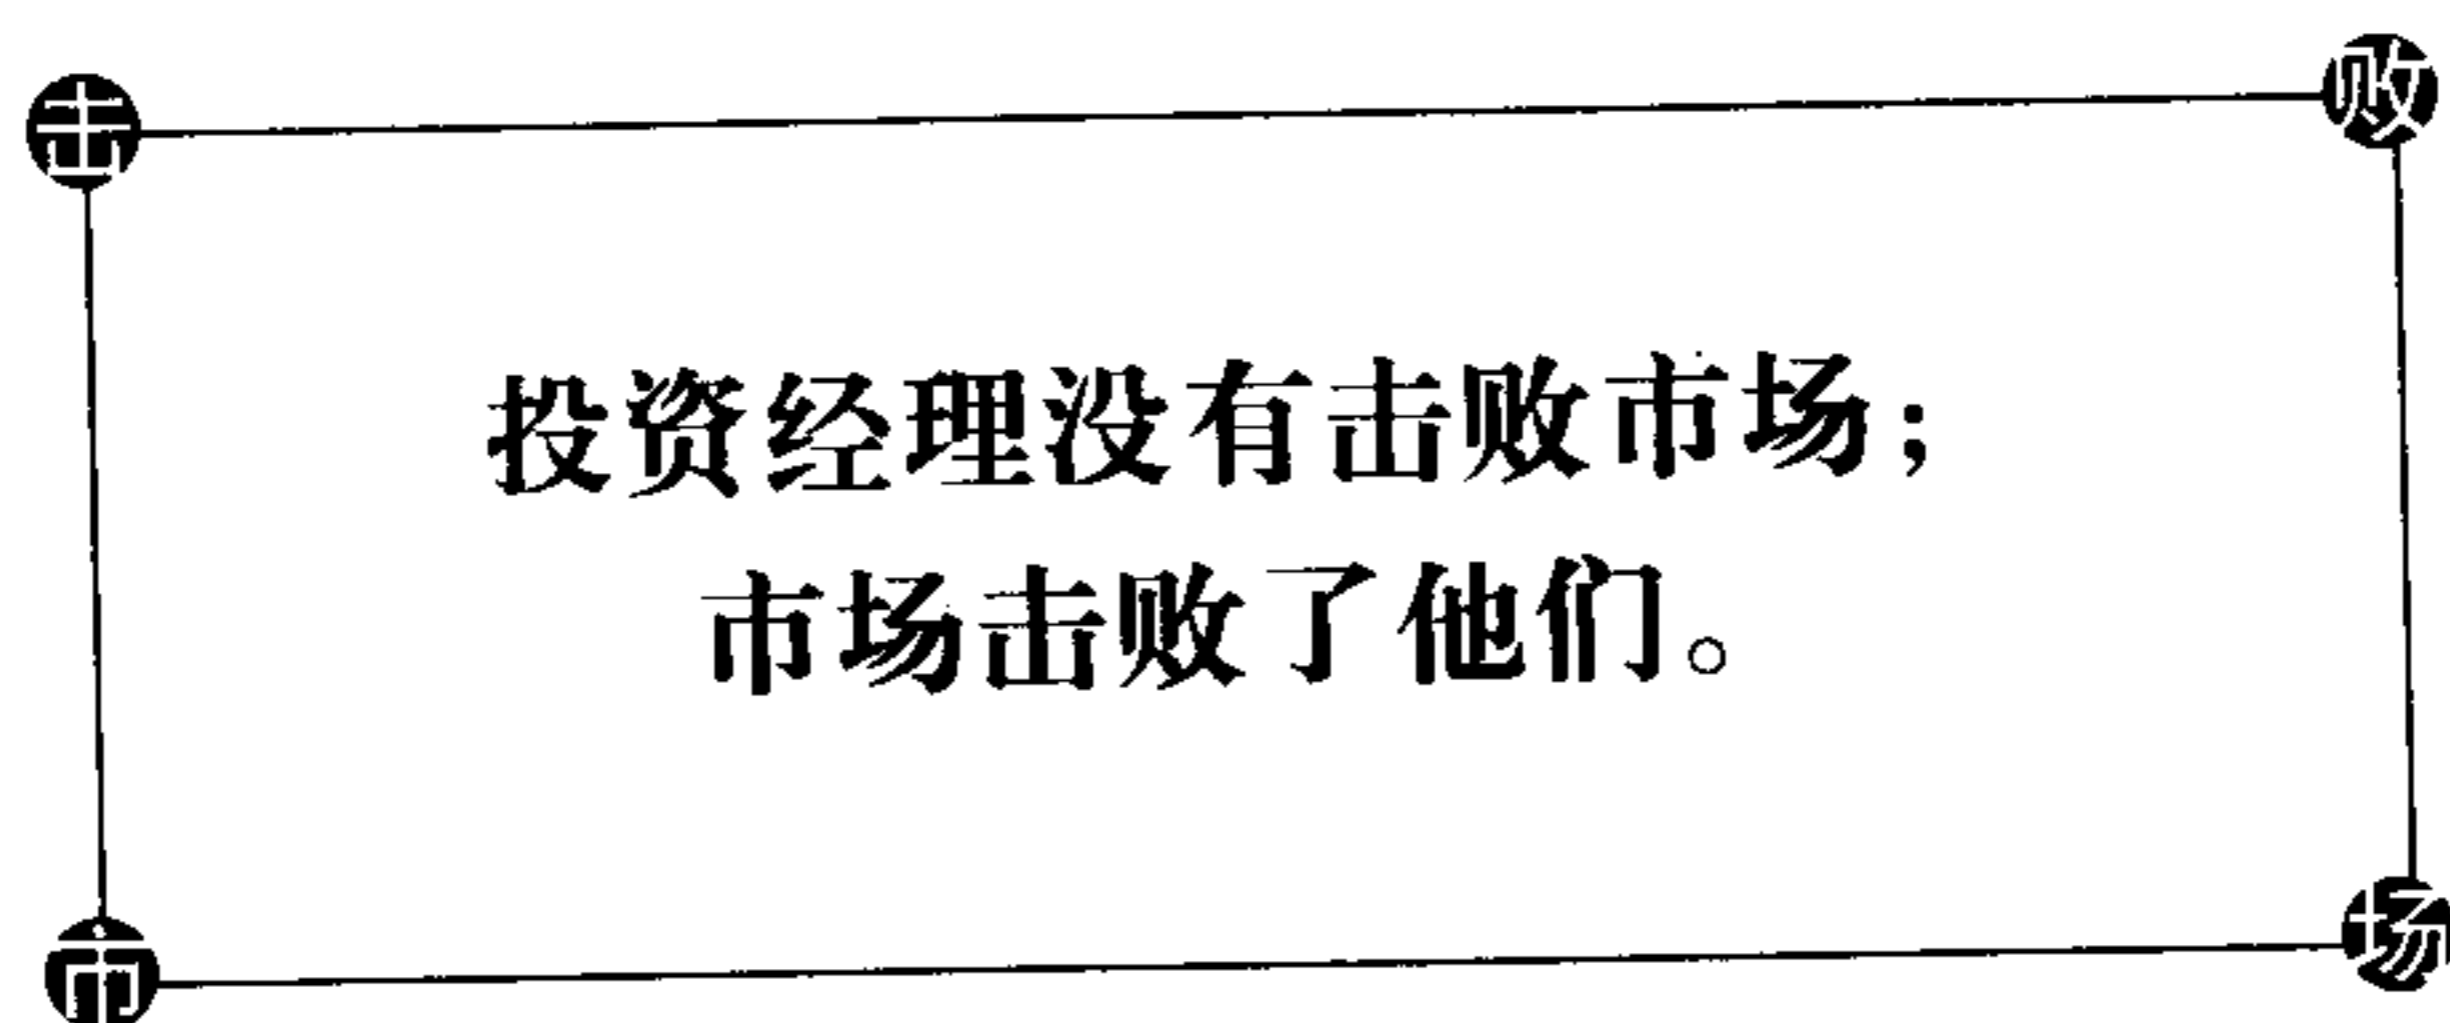 击 败
投资经理没有击败市场；
市场击败了他们。
市 场